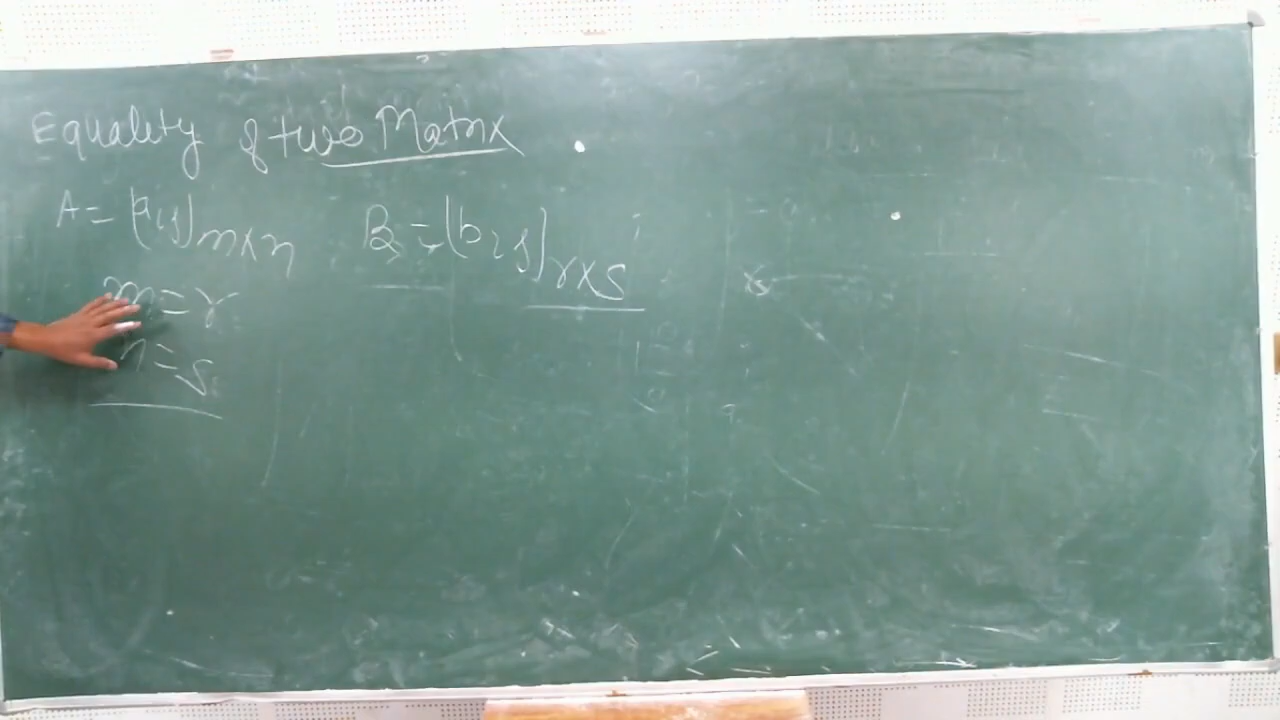 Equality of two Matrix
A = [aij]m×n B = [bij]r×s
m = r
n = s